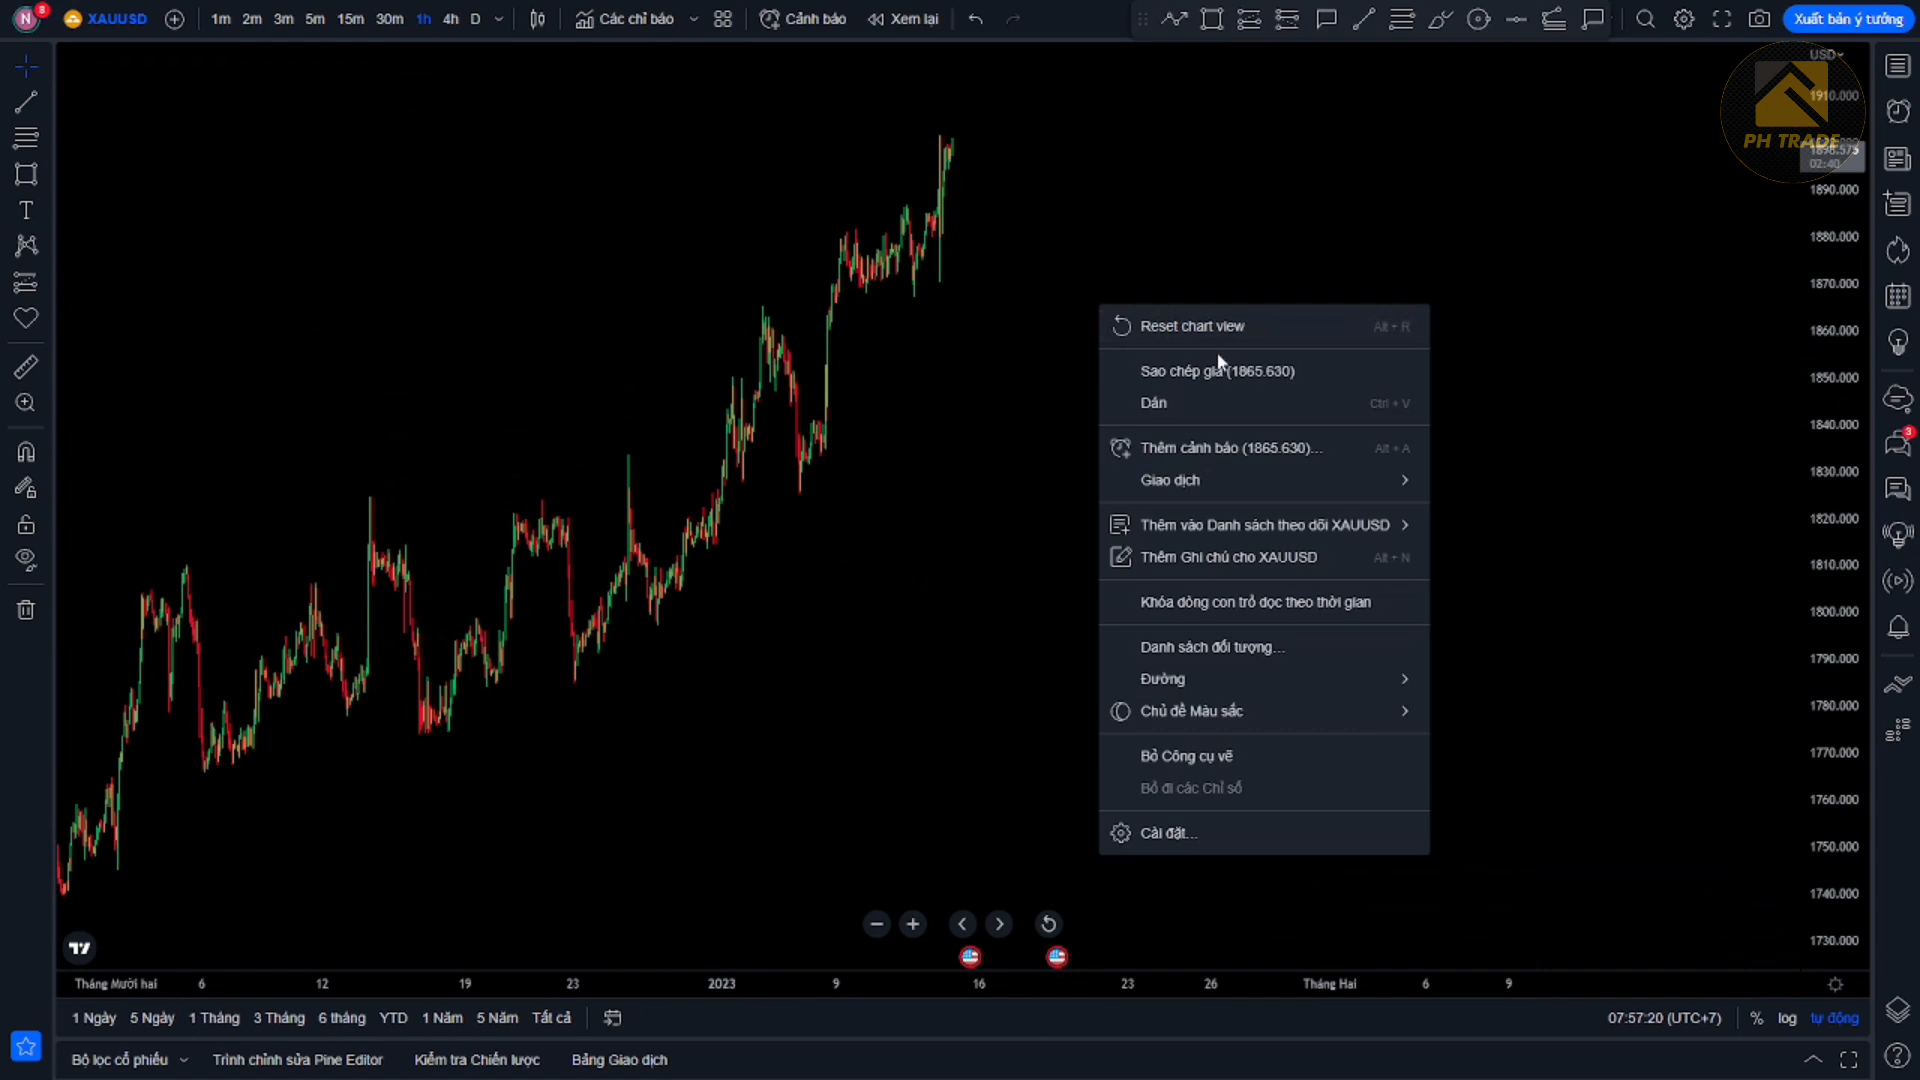 N 8 XAUUSD 1m 2m 3m 5m 15m 30m 1h 4h D Các chỉ báo Cảnh báo Xem lại Xuất bản ý tưởng
USD
1910.000
PH TRADE
1898.575
02:40
1890.000
1880.000
1870.000
1860.000
1850.000
1840.000
1830.000
1820.000
1810.000
1800.000
1790.000
1780.000
1770.000
1760.000
1750.000
1740.000
1730.000
3
Reset chart view Alt + R
Sao chép giá (1865.630)
Dán Ctrl + V
Thêm cảnh báo (1865.630)... Alt + A
Giao dịch
Thêm vào Danh sách theo dõi XAUUSD
Thêm Ghi chú cho XAUUSD Alt + N
Khóa dòng con trỏ dọc theo thời gian
Danh sách đối tượng...
Đường
Chủ đề Màu sắc
Bỏ Công cụ vẽ
Bỏ đi các Chỉ số
Cài đặt...
Tháng Mười hai 6 12 19 23 2023 9 16 23 26 Tháng Hai 6 9
1 Ngày 5 Ngày 1 Tháng 3 Tháng 6 tháng YTD 1 Năm 5 Năm Tất cả 07:57:20 (UTC+7) % log tự động
Bộ lọc cổ phiếu Trình chỉnh sửa Pine Editor Kiểm tra Chiến lược Bảng Giao dịch